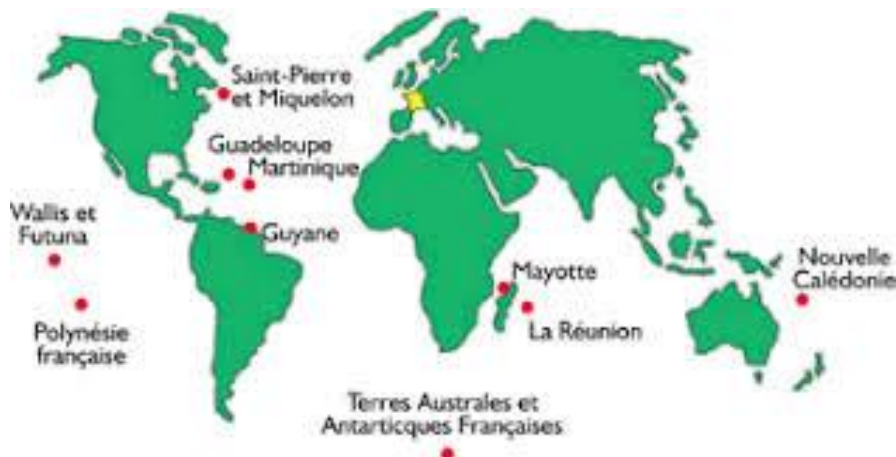 Saint-Pierre
et Miquelon
Guadeloupe
Martinique
Wallis et
Futuna
Guyane
Mayotte
Nouvelle
Calédonie
La Réunion
Polynésie
française
Terres Australes et
Antarticques Françaises